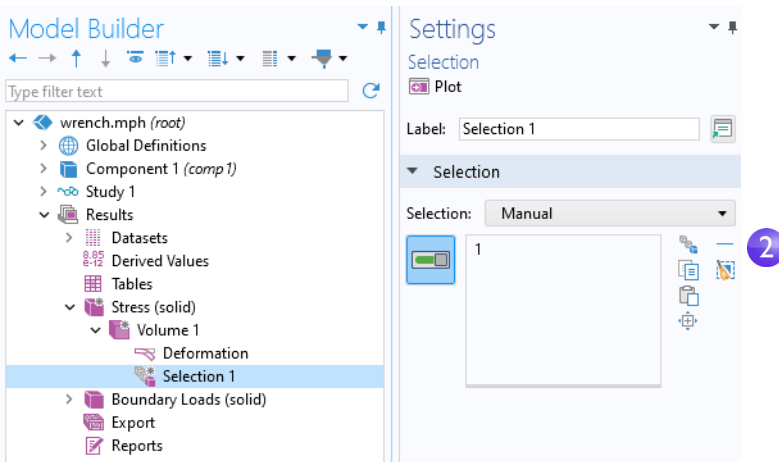 Model Builder
Type filter text
wrench.mph (root)
Global Definitions
Component 1 (comp1)
Study 1
Results
Datasets
8.85
e-12
Derived Values
Tables
Stress (solid)
Volume 1
Deformation
Selection 1
Boundary Loads (solid)
Export
Reports
Settings
Selection
Plot
Label: Selection 1
Selection
Selection: Manual
1
2